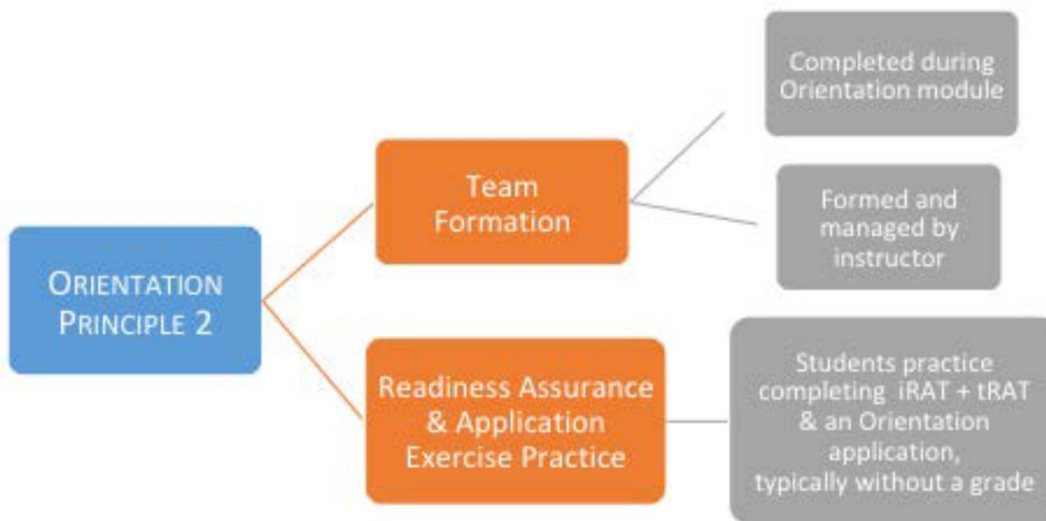 ORIENTATION
PRINCIPLE 2
Team
Formation
Completed during
Orientation module
Formed and
managed by
instructor
Readiness Assurance
& Application
Exercise Practice
Students practice
completing iRAT + tRAT
& an Orientation
application,
typically without a grade